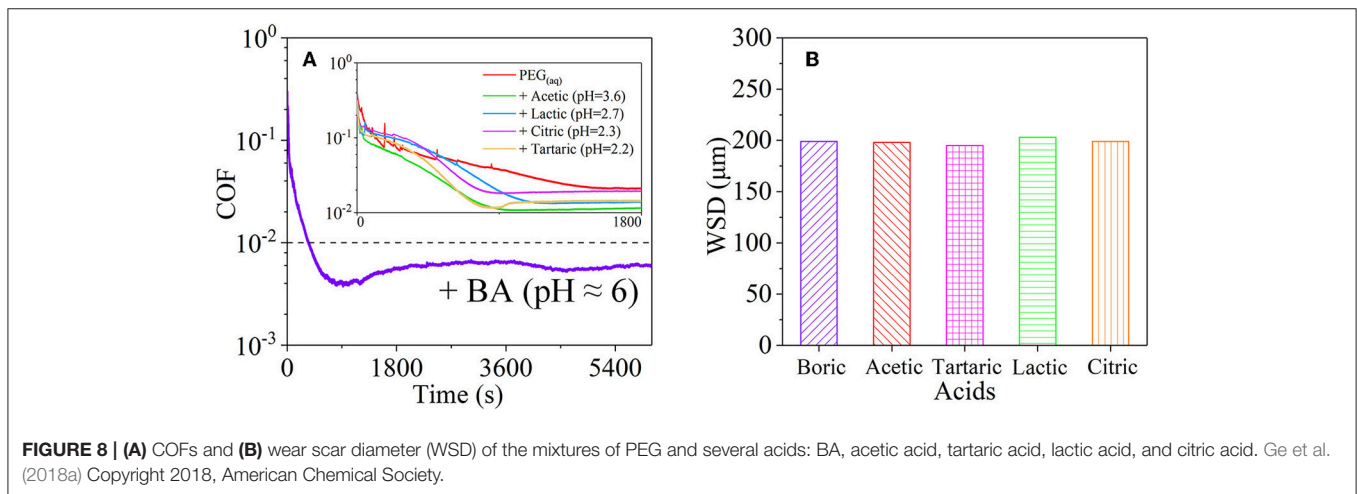 A
COF
10⁰
10⁻¹
10⁻²
10⁻³
0
1800
3600
5400
Time (s)
10⁰
10⁻¹
10⁻²
0
1800
PEG(aq)
+ Acetic (pH=3.6)
+ Lactic (pH=2.7)
+ Citric (pH=2.3)
+ Tartaric (pH=2.2)
+ BA (pH ≈ 6)
B
WSD (μm)
300
250
200
150
100
50
0
Boric
Acetic
Tartaric
Lactic
Citric
Acids
FIGURE 8 | (A) COFs and (B) wear scar diameter (WSD) of the mixtures of PEG and several acids: BA, acetic acid, tartaric acid, lactic acid, and citric acid. Ge et al.
(2018a) Copyright 2018, American Chemical Society.